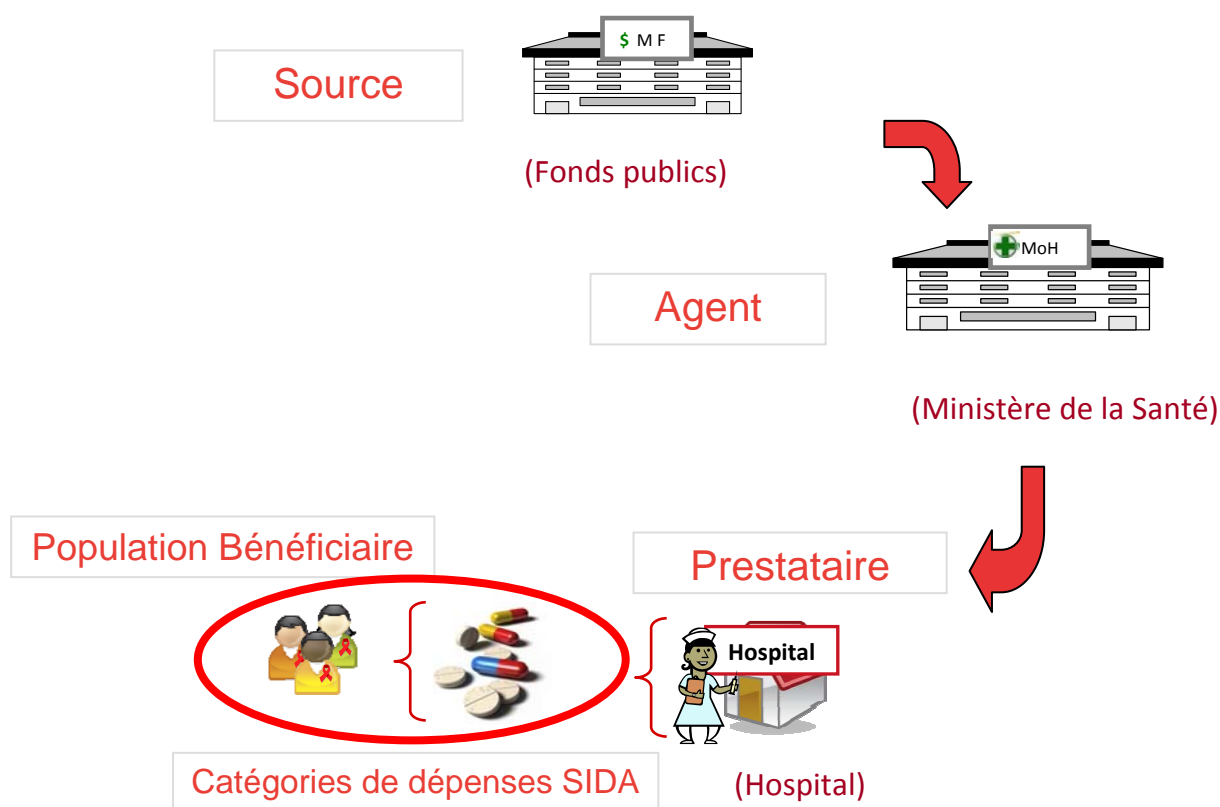 $ M F
Source
(Fonds publics)
MoH
Agent
(Ministère de la Santé)
Population Bénéficiaire
Prestataire
Hospital
Catégories de dépenses SIDA
(Hospital)